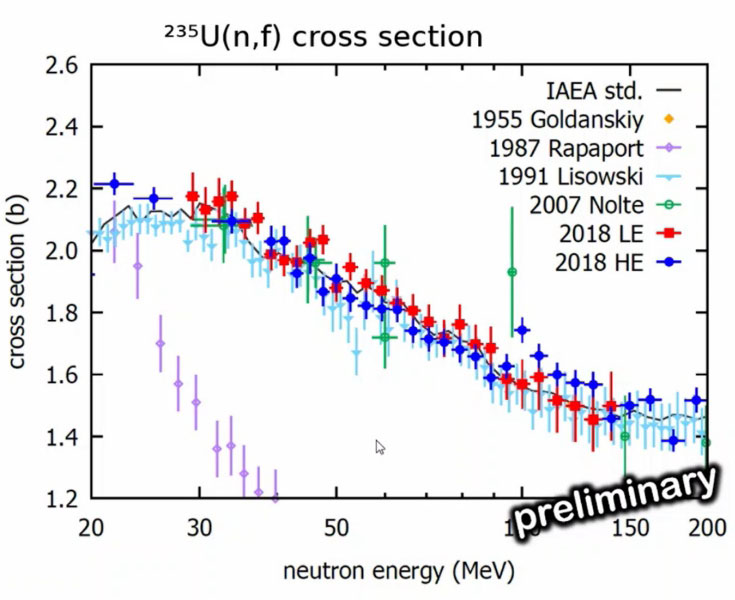 ²³⁵U(n,f) cross section
2.6
2.4
2.2
2.0
1.8
1.6
1.4
1.2
cross section (b)
IAEA std.
1955 Goldanskiy
1987 Rapaport
1991 Lisowski
2007 Nolte
2018 LE
2018 HE
preliminary
20
30
50
150
200
neutron energy (MeV)